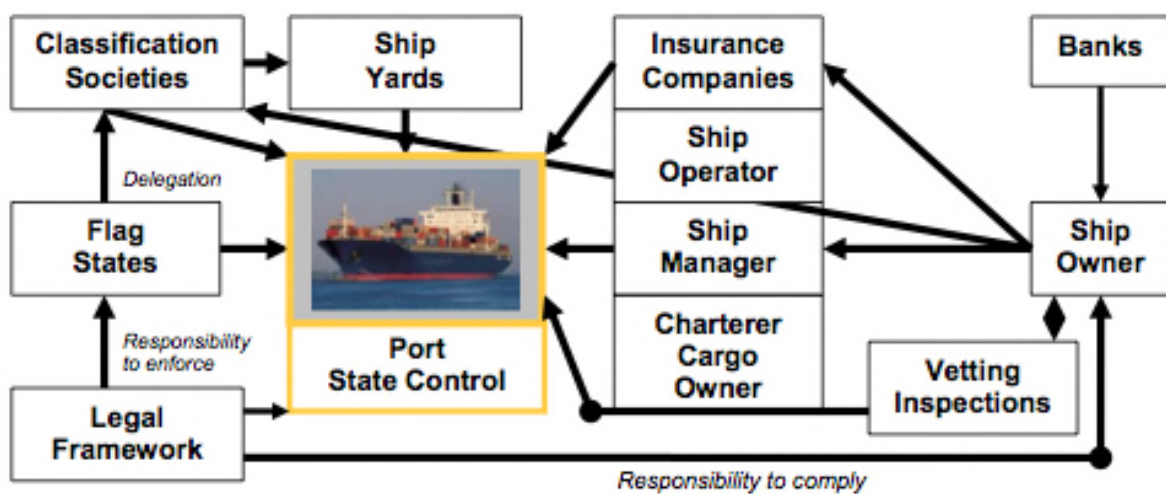 Classification
Societies
Ship
Yards
Insurance
Companies
Banks
Ship
Operator
Delegation
Flag
States
Ship
Manager
Ship
Owner
Responsibility
to enforce
Port
State Control
Charterer
Cargo
Owner
Vetting
Inspections
Legal
Framework
Responsibility to comply